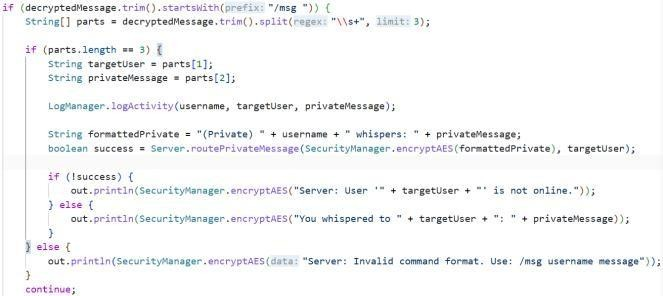 if (decryptedMessage.trim().startsWith(prefix: "/msg ")) {
String[] parts = decryptedMessage.trim().split(regex: "\\s+", limit: 3);
if (parts.length == 3) {
String targetUser = parts[1];
String privateMessage = parts[2];
LogManager.logActivity(username, targetUser, privateMessage);
String formattedPrivate = "(Private) " + username + " whispers: " + privateMessage;
boolean success = Server.routePrivateMessage(SecurityManager.encryptAES(formattedPrivate), targetUser);
if (!success) {
out.println(SecurityManager.encryptAES("Server: User '" + targetUser + "' is not online."));
} else {
out.println(SecurityManager.encryptAES("You whispered to " + targetUser + ": " + privateMessage));
}
} else {
out.println(SecurityManager.encryptAES(data: "Server: Invalid command format. Use: /msg username message"));
}
continue;